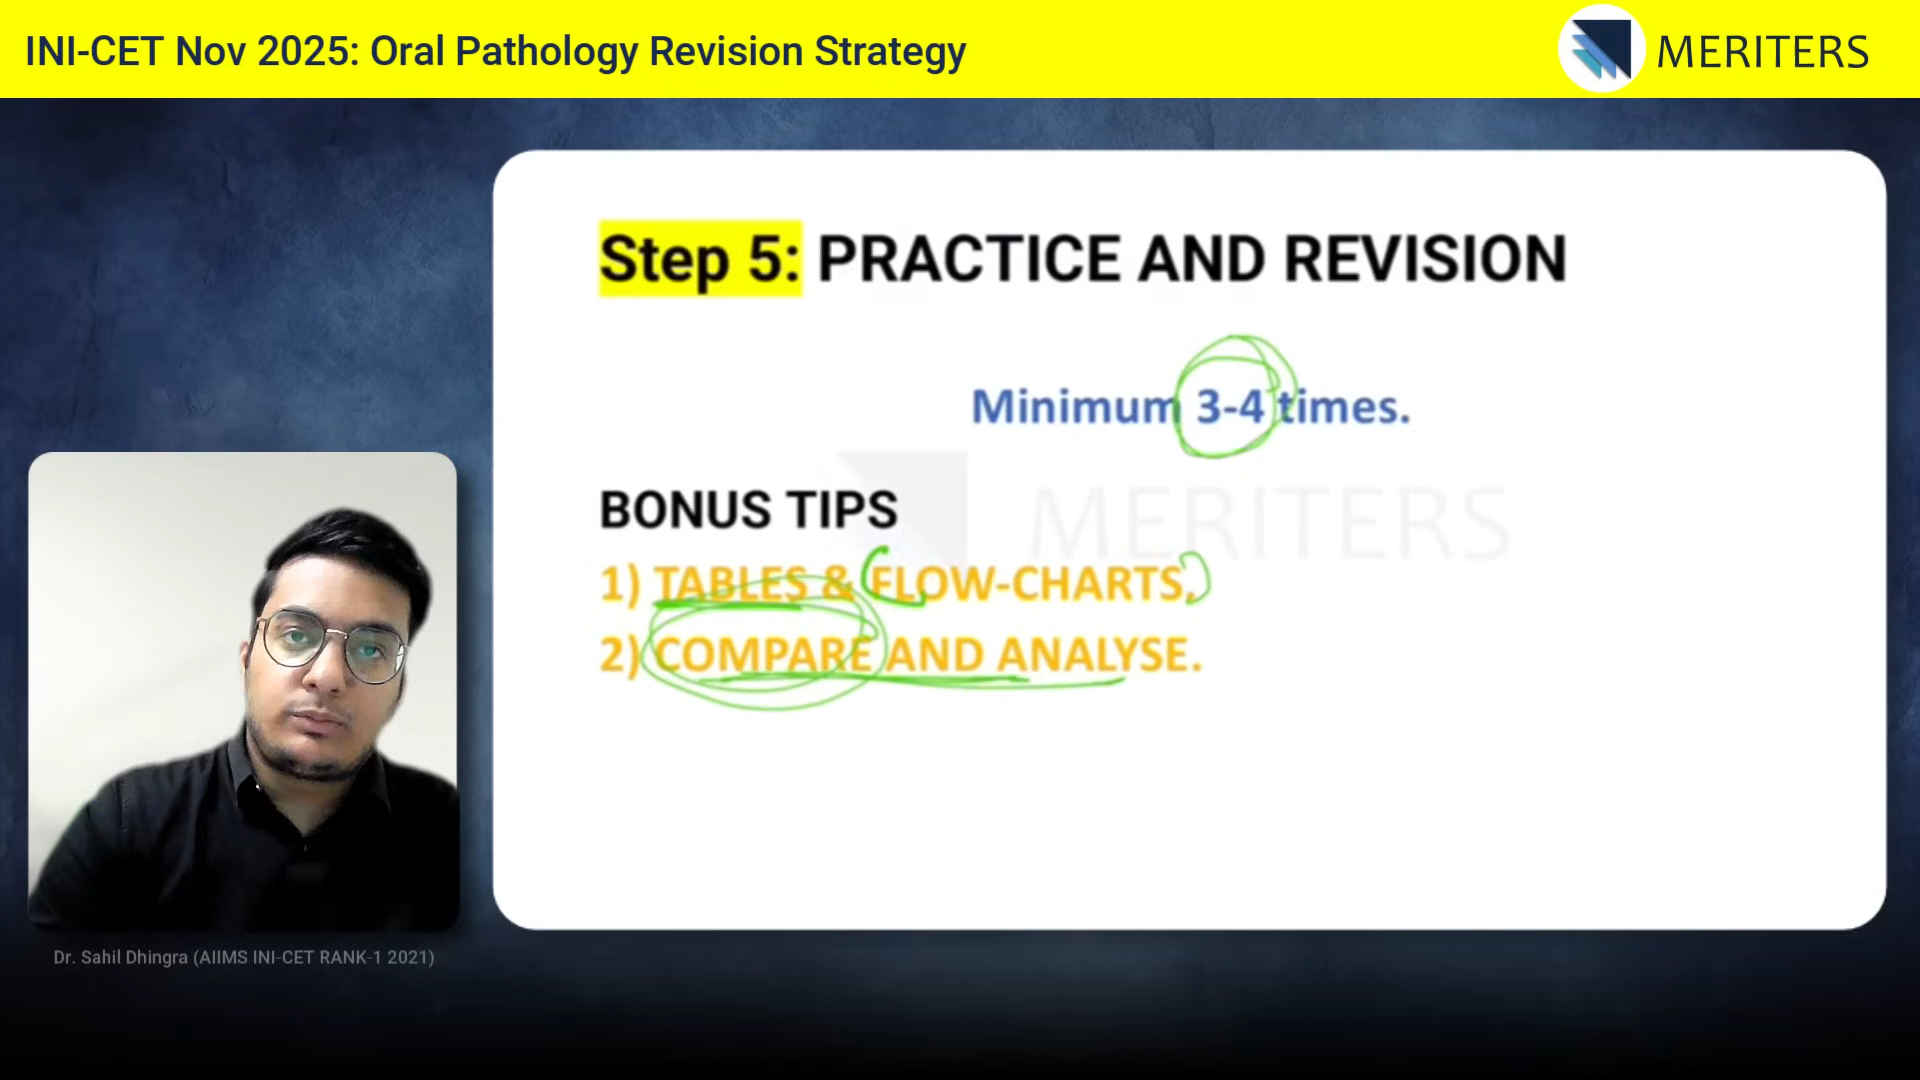 INI-CET Nov 2025: Oral Pathology Revision Strategy
MERITERS
Step 5: PRACTICE AND REVISION
Minimum 3-4 times.
MERITERS
BONUS TIPS
1) TABLES & FLOW-CHARTS.
2) COMPARE AND ANALYSE.
Dr. Sahil Dhingra (AIIMS INI-CET RANK-1 2021)